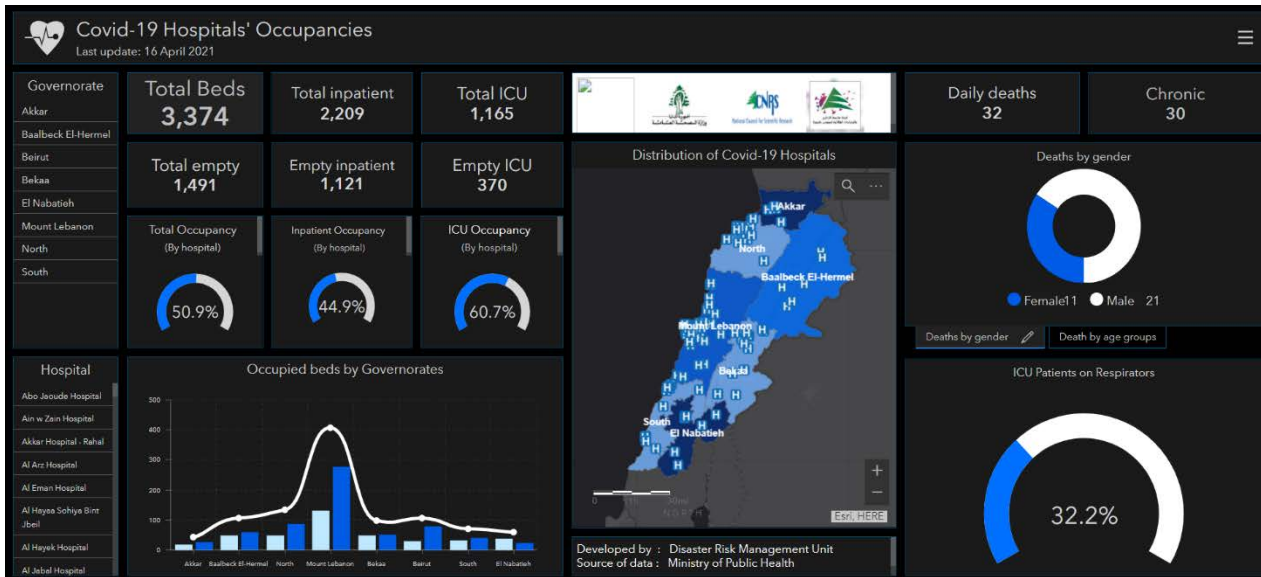 Covid-19 Hospitals' Occupancies
Last update: 16 April 2021
Governorate
Akkar
Baalbeck El-Hermel
Beirut
Bekaa
El Nabatieh
Mount Lebanon
North
South
Total Beds
3,374
Total inpatient
2,209
Total ICU
1,165
Total empty
1,491
Empty inpatient
1,121
Empty ICU
370
Total Occupancy
(By hospital)
50.9%
Inpatient Occupancy
(By hospital)
44.9%
ICU Occupancy
(By hospital)
60.7%
CNRS
National Council for Scientific Research
Daily deaths
32
Chronic
30
Distribution of Covid-19 Hospitals
Akkar
North
Baalbeck El-Hermel
Mount Lebanon
Bekaa
South
El Nabatieh
Esri, HERE
Deaths by gender
Female11 Male 21
Deaths by gender
Death by age groups
Hospital
Abo Jaoude Hospital
Ain w Zain Hospital
Akkar Hospital - Rahal
Al Arz Hospital
Al Eman Hospital
Al Hayaa Sohiya Bint
Jbeil
Al Hayek Hospital
Al Jabal Hospital
Occupied beds by Governorates
500
400
300
200
100
0
Akkar Baalbeck El-Hermel North Mount Lebanon Bekaa Beirut South El Nabatieh
Developed by : Disaster Risk Management Unit
Source of data : Ministry of Public Health
ICU Patients on Respirators
32.2%